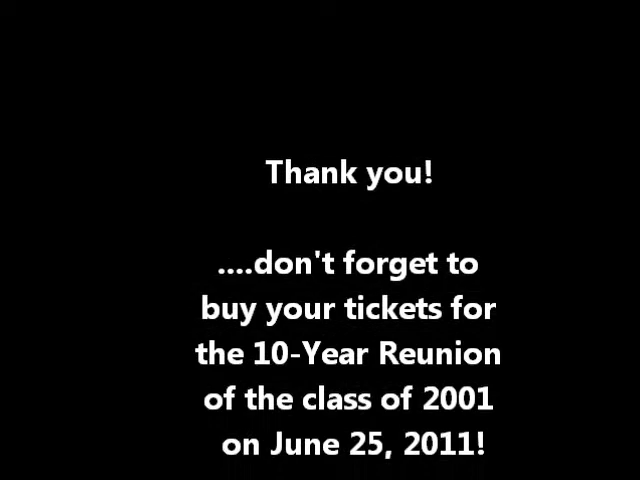 Thank you!
....don't forget to
buy your tickets for
the 10-Year Reunion
of the class of 2001
on June 25, 2011!